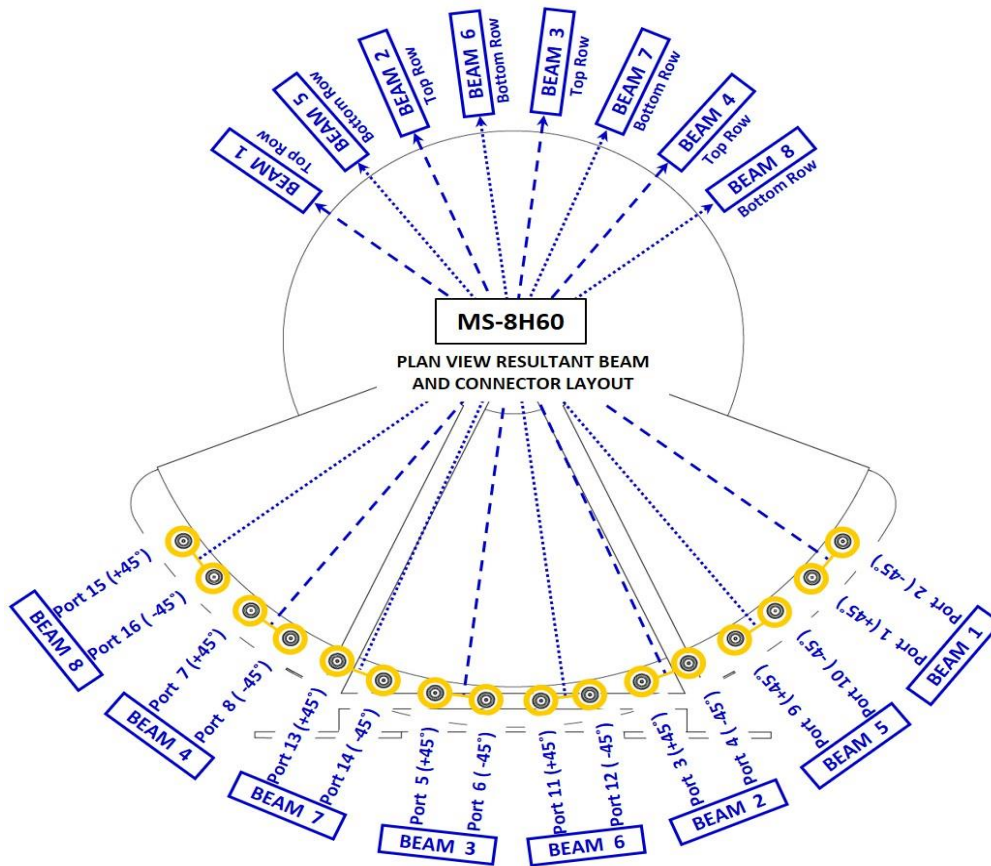 BEAM 1
Top Row
BEAM 5
Bottom Row
BEAM 2
Top Row
BEAM 6
Bottom Row
BEAM 3
Top Row
BEAM 7
Bottom Row
BEAM 4
Top Row
BEAM 8
Bottom Row
MS-8H60
PLAN VIEW RESULTANT BEAM
AND CONNECTOR LAYOUT
Port 15 (+45°)
Port 16 ( -45°)
BEAM 8
Port 7 (+45°)
Port 8 ( -45°)
BEAM 4
Port 13 (+45°)
Port 14 ( -45°)
BEAM 7
Port 5 (+45°)
Port 6 ( -45°)
BEAM 3
Port 11 (+45°)
Port 12 ( -45°)
BEAM 6
Port 3 (+45°)
Port 4 ( -45°)
BEAM 2
Port 9 (+45°)
Port 10 ( -45°)
BEAM 5
Port 1 (+45°)
Port 2 ( -45°)
BEAM 1